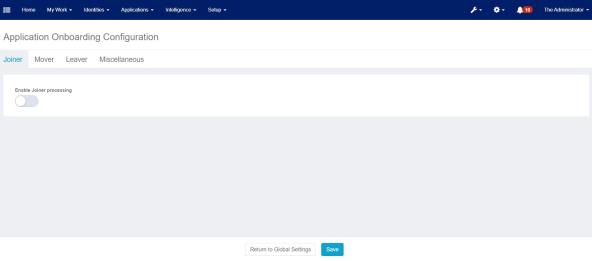 Home My Work Identities Applications Intelligence Setup 16 The Administrator
Application Onboarding Configuration
Joiner Mover Leaver Miscellaneous
Enable Joiner processing
Return to Global Settings Save